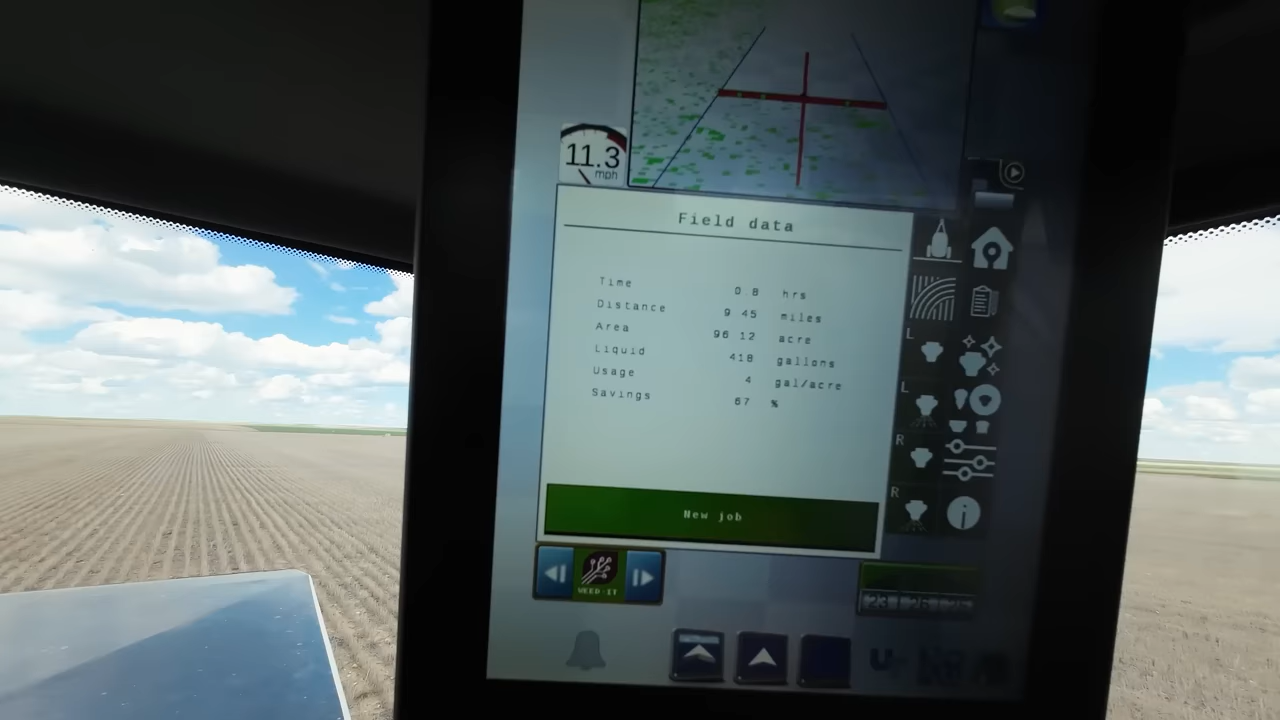 11.3
mph
Field data
Time 0.8 hrs
Distance 9 45 miles
Area 96 12 acre
Liquid 418 gallons
Usage 4 gal/acre
Savings 67 %
L
L
R
R
New job
WEED-IT